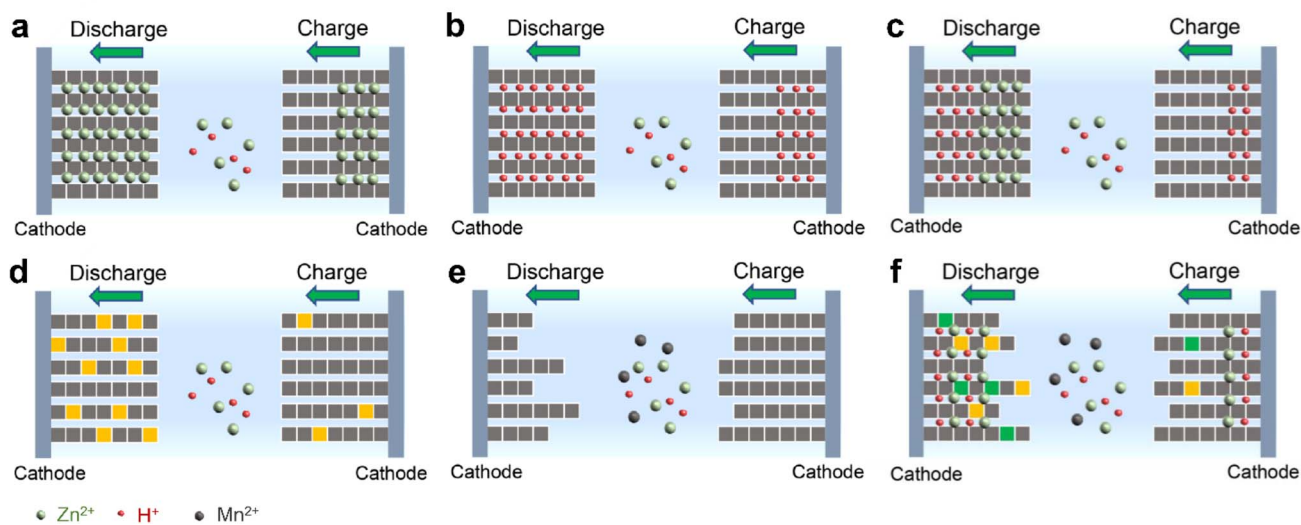 a Discharge Charge b Discharge Charge c Discharge Charge
Cathode Cathode Cathode Cathode Cathode Cathode
d Discharge Charge e Discharge Charge f Discharge Charge
Cathode Cathode Cathode Cathode Cathode Cathode
Zn²⁺ H⁺ Mn²⁺